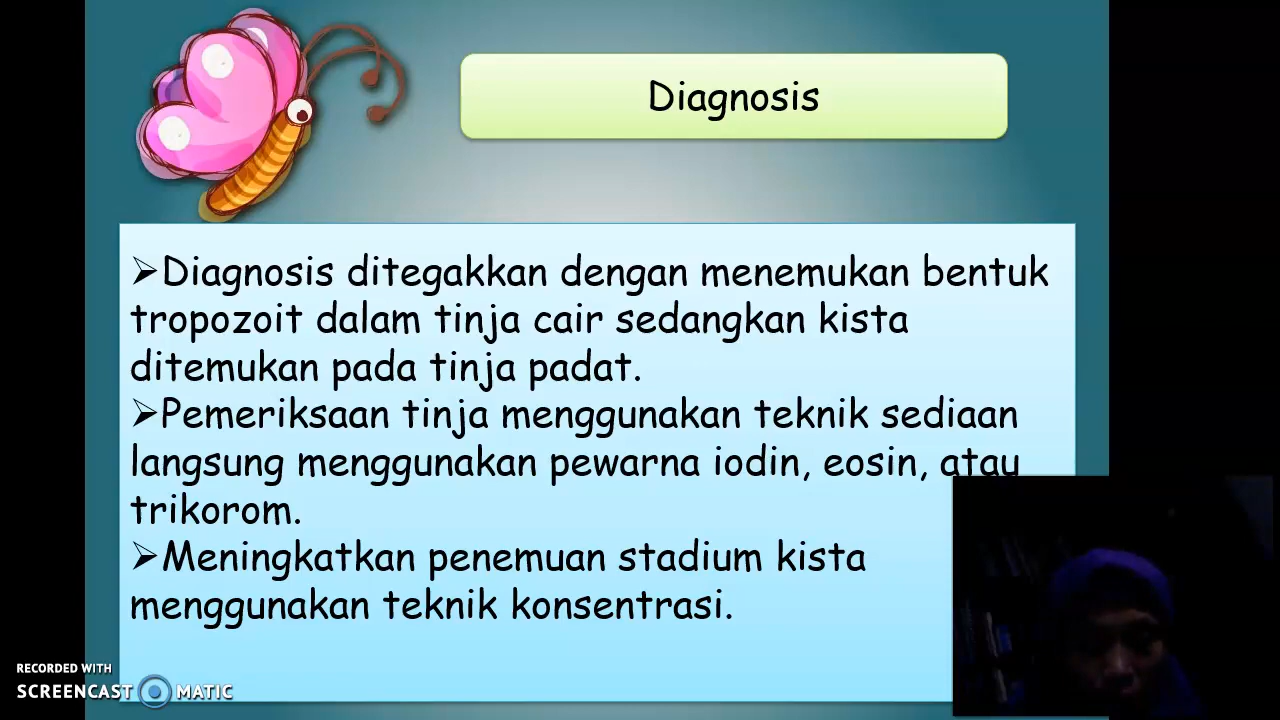 Diagnosis
➢Diagnosis ditegakkan dengan menemukan bentuk
tropozoit dalam tinja cair sedangkan kista
ditemukan pada tinja padat.
➢Pemeriksaan tinja menggunakan teknik sediaan
langsung menggunakan pewarna iodin, eosin, atau
trikorom.
➢Meningkatkan penemuan stadium kista
menggunakan teknik konsentrasi.
RECORDED WITH
SCREENCAST MATIC